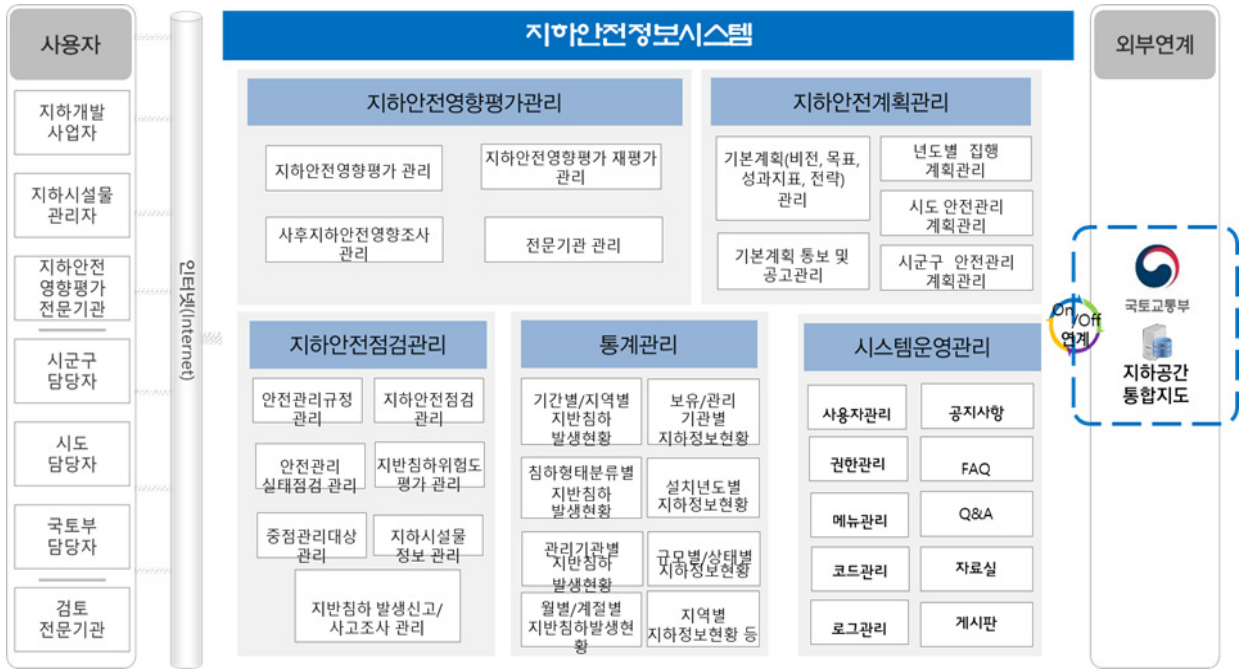 사용자
지하개발
사업자
지하시설물
관리자
지하안전
영향평가
전문기관
시군구
담당자
시도
담당자
국토부
담당자
검토
전문기관
인터넷(Internet)
지하안전정보시스템
지하안전영향평가관리
지하안전영향평가 관리
지하안전영향평가 재평가
관리
사후지하안전영향조사
관리
전문기관 관리
지하안전계획관리
기본계획(비전, 목표,
성과지표, 전략)
관리
년도별 집행
계획관리
시도 안전관리
계획관리
기본계획 통보 및
공고관리
시군구 안전관리
계획관리
지하안전점검관리
안전관리규정
관리
지하안전점검
관리
안전관리
실태점검 관리
지반침하위험도
평가 관리
중점관리대상
관리
지하시설물
정보 관리
지반침하 발생신고/
사고조사 관리
통계관리
기간별/지역별
지반침하
발생현황
보유/관리
기관별
지하정보현황
침하형태분류별
지반침하
발생현황
설치년도별
지하정보현황
관리기관별
지반침하
발생현황
규모별/상태별
지하정보현황
월별/계절별
지반침하발생현
황
지역별
지하정보현황 등
시스템운영관리
사용자관리
공지사항
권한관리
FAQ
메뉴관리
Q&A
코드관리
자료실
로그관리
게시판
On/Off
연계
외부연계
국토교통부
지하공간
통합지도